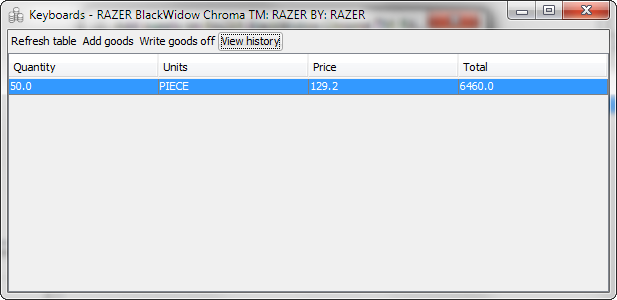 Keyboards - RAZER BlackWidow Chroma TM: RAZER BY: RAZER
Refresh table Add goods Write goods off View history
Quantity Units Price Total
50.0 PIECE 129.2 6460.0